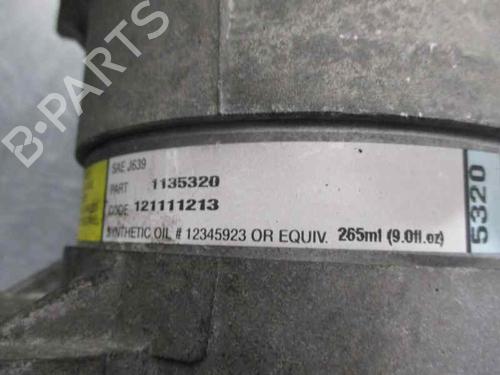 B-PARTS
SAE J639
PART 1135320
CODE 121111213
SYNTHETIC OIL # 12345923 OR EQUIV. 265ml (9.0fl.oz)
5320